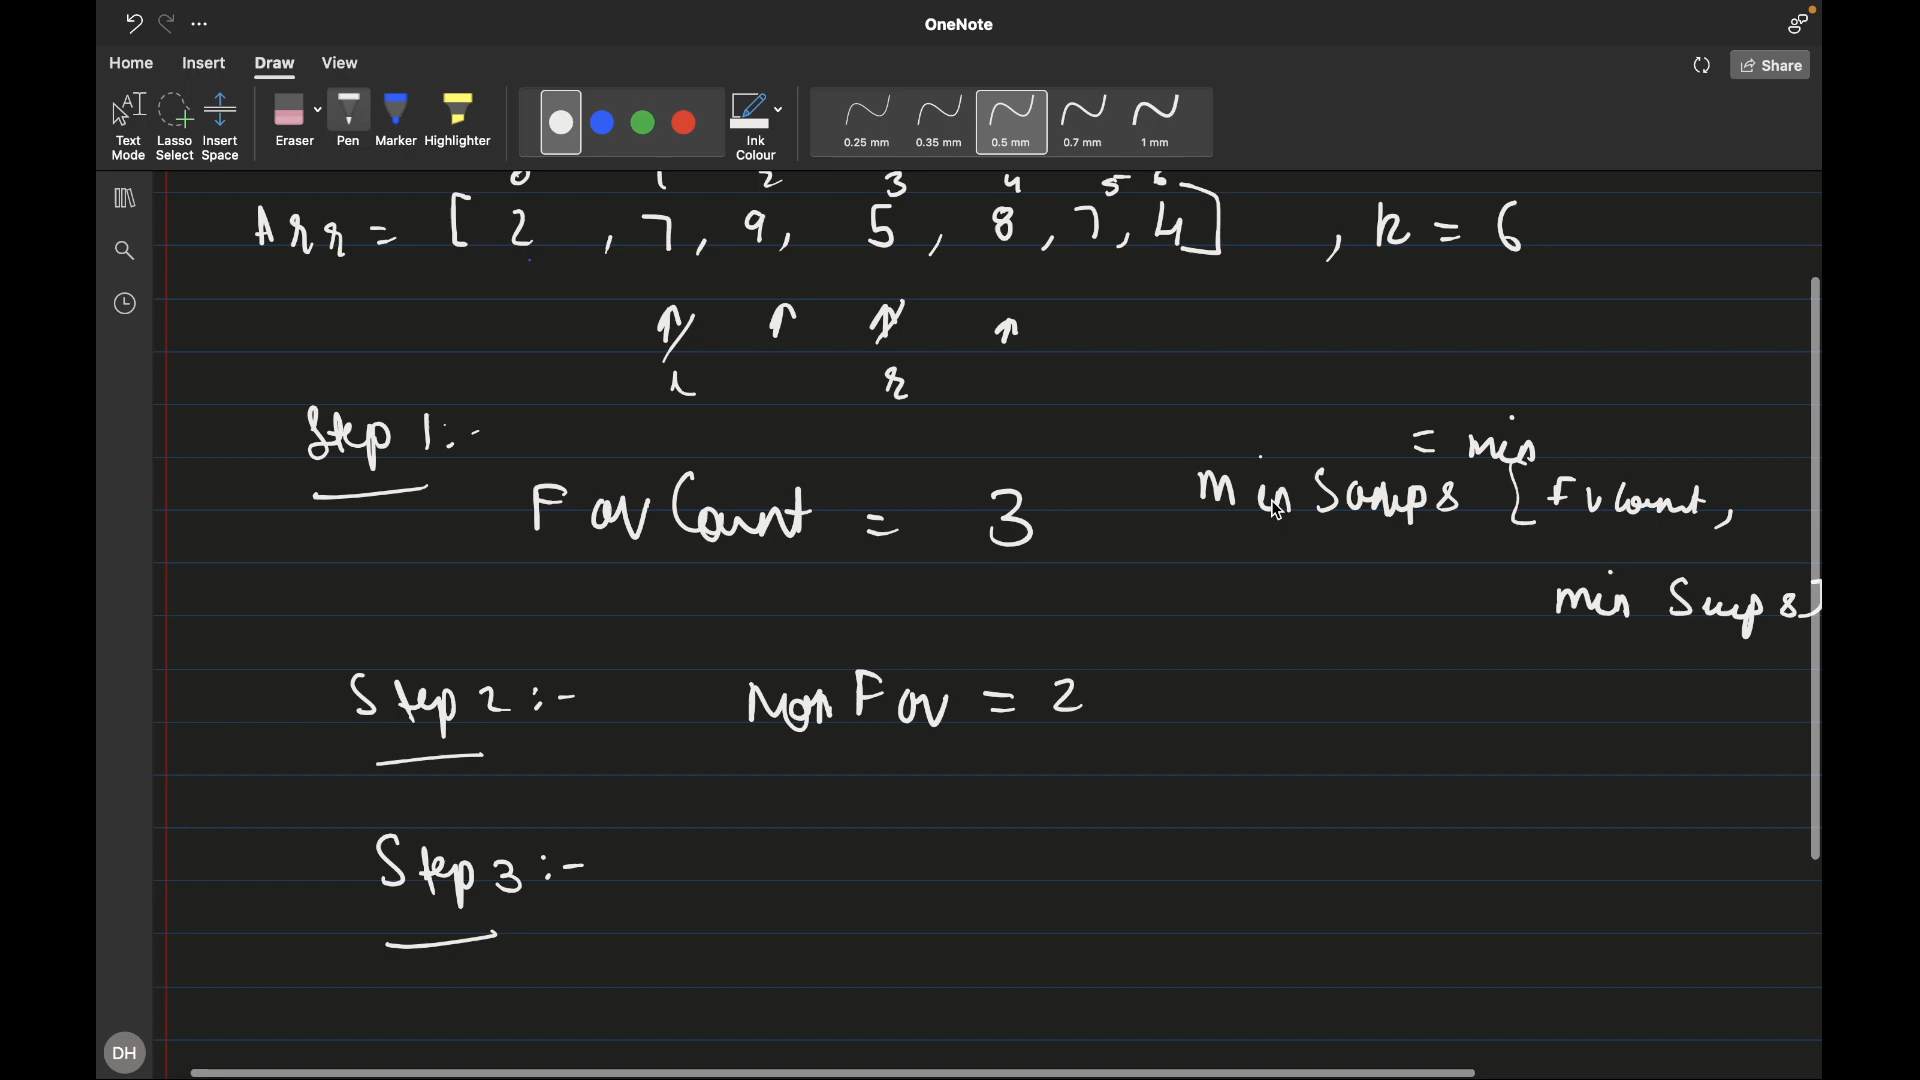 OneNote
Home Insert Draw View
Share
Text Mode
Lasso Select
Insert Space
Eraser
Pen
Marker
Highlighter
Ink Colour
0.25 mm
0.35 mm
0.5 mm
0.7 mm
1 mm
0 1 2 3 4 5 6
Arr = [ 2 , 7 , 9 , 5 , 8 , 7 , 4 ] , k = 6
l r
Step 1 :-
= min
Fav Count = 3 Min Swaps { Fv Count ,
min Swaps }
Step 2 :- Non Fav = 2
Step 3 :-
DH